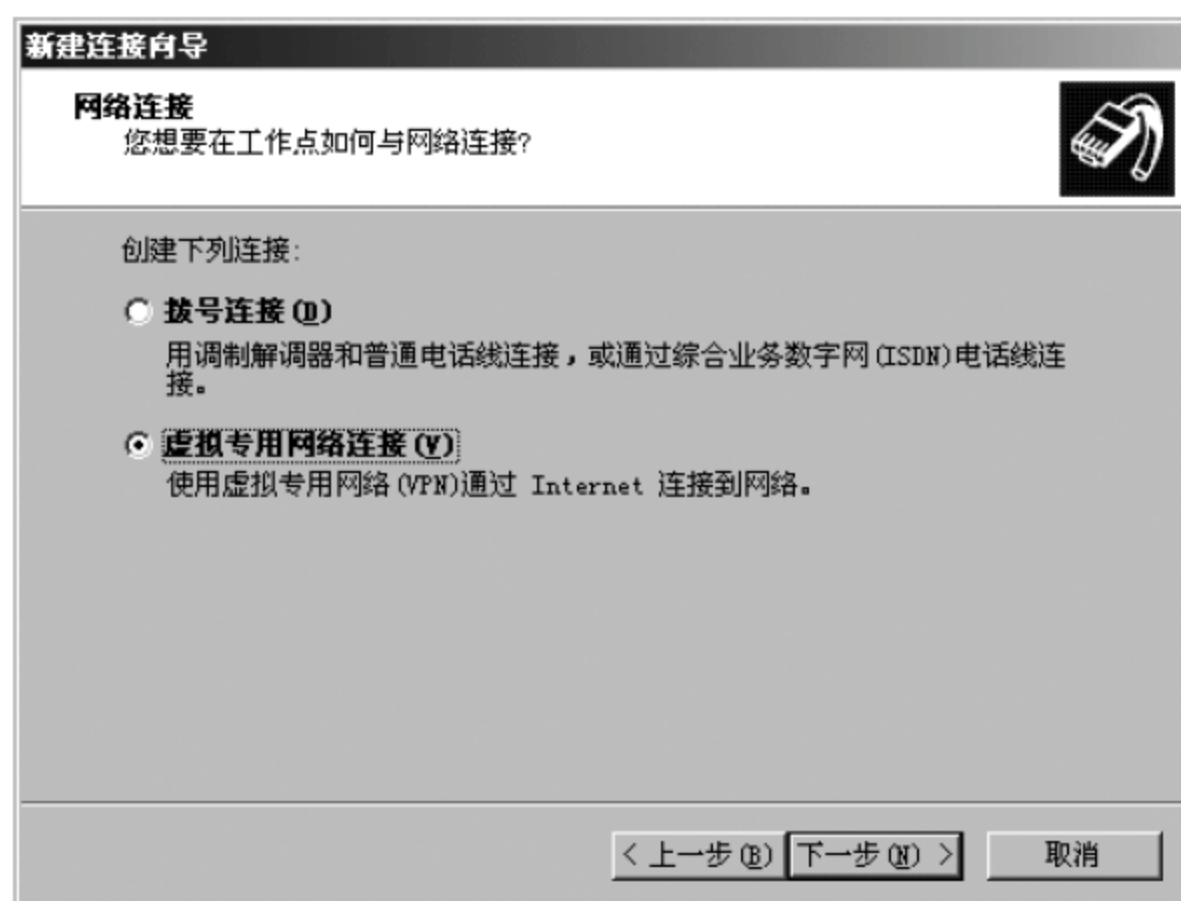 新建连接向导
网络连接
您想要在工作点如何与网络连接?
创建下列连接:
拨号连接(D)
用调制解调器和普通电话线连接，或通过综合业务数字网(ISDN)电话线连
接。
虚拟专用网络连接(V)
使用虚拟专用网络(VPN)通过 Internet 连接到网络。
< 上一步(B) 下一步(N) > 取消